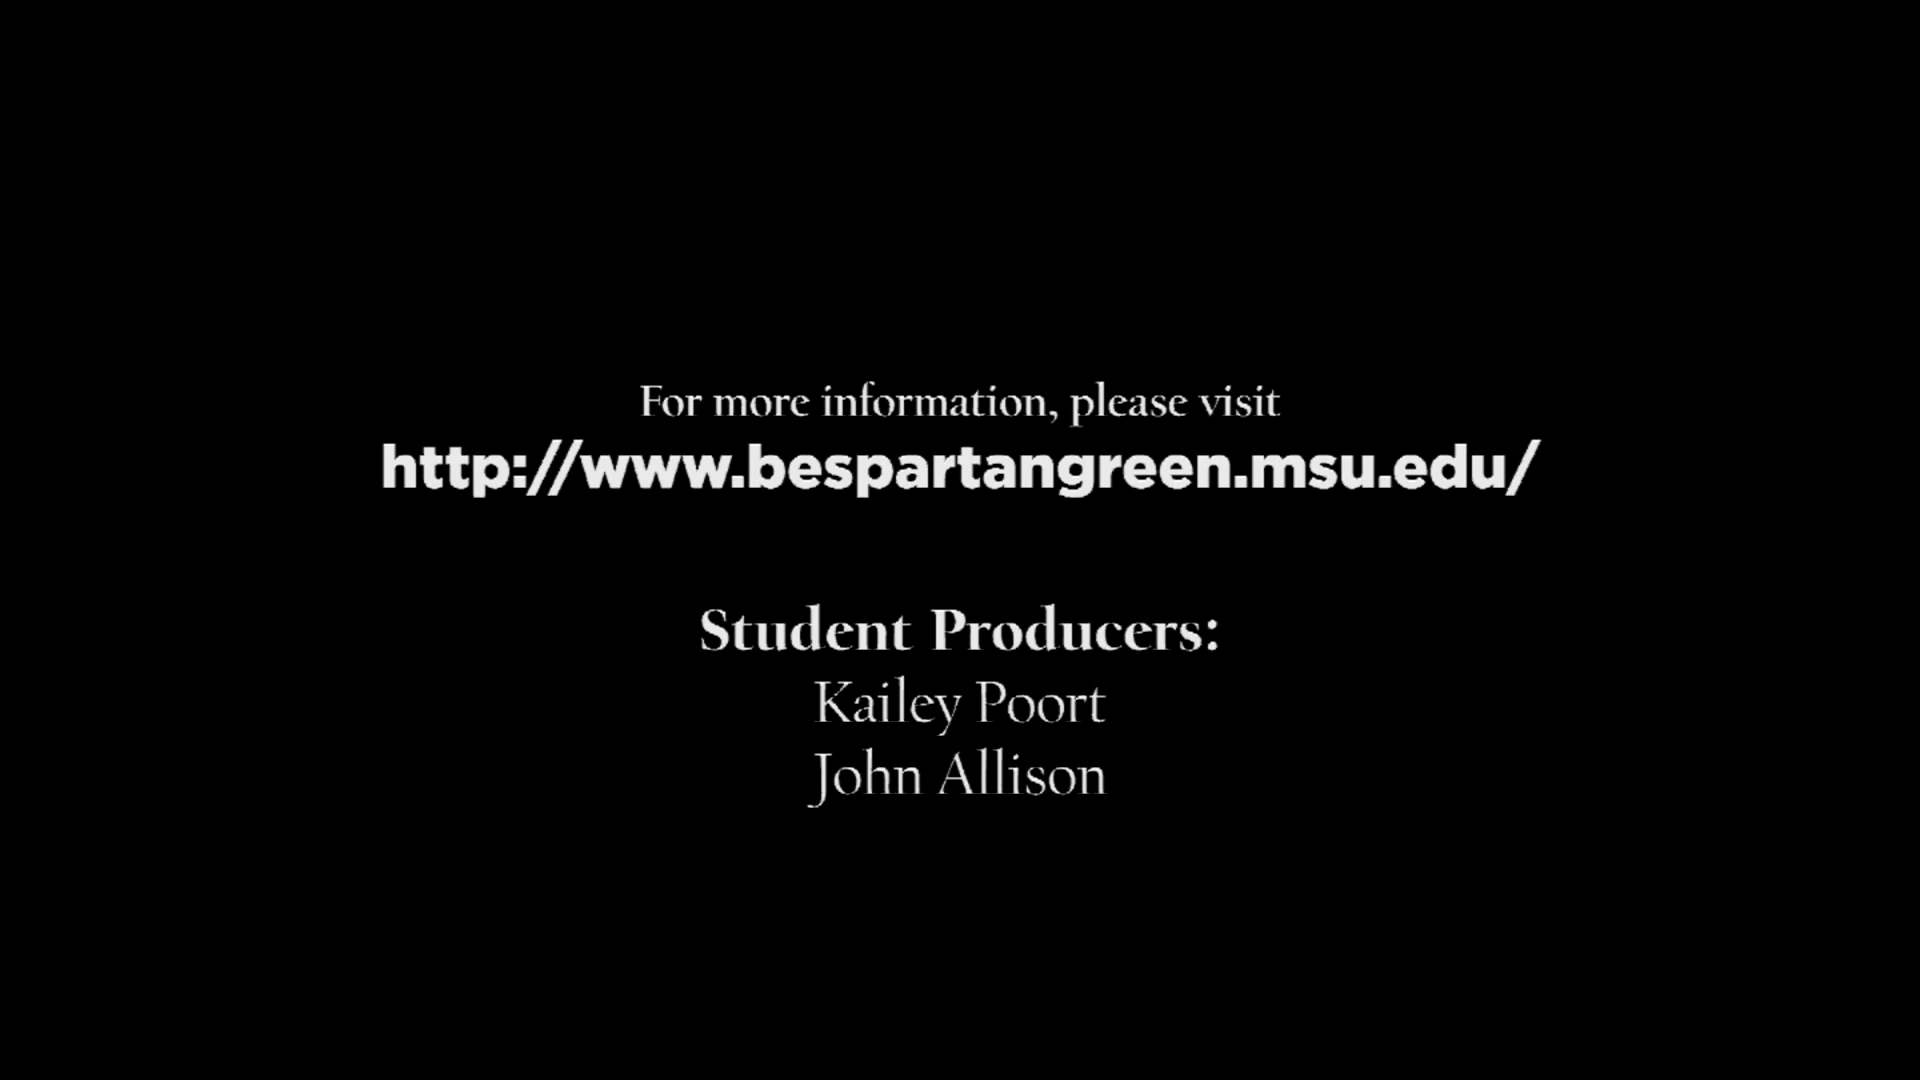 For more information, please visit
http://www.bespartangreen.msu.edu/
Student Producers:
Kailey Poort
John Allison